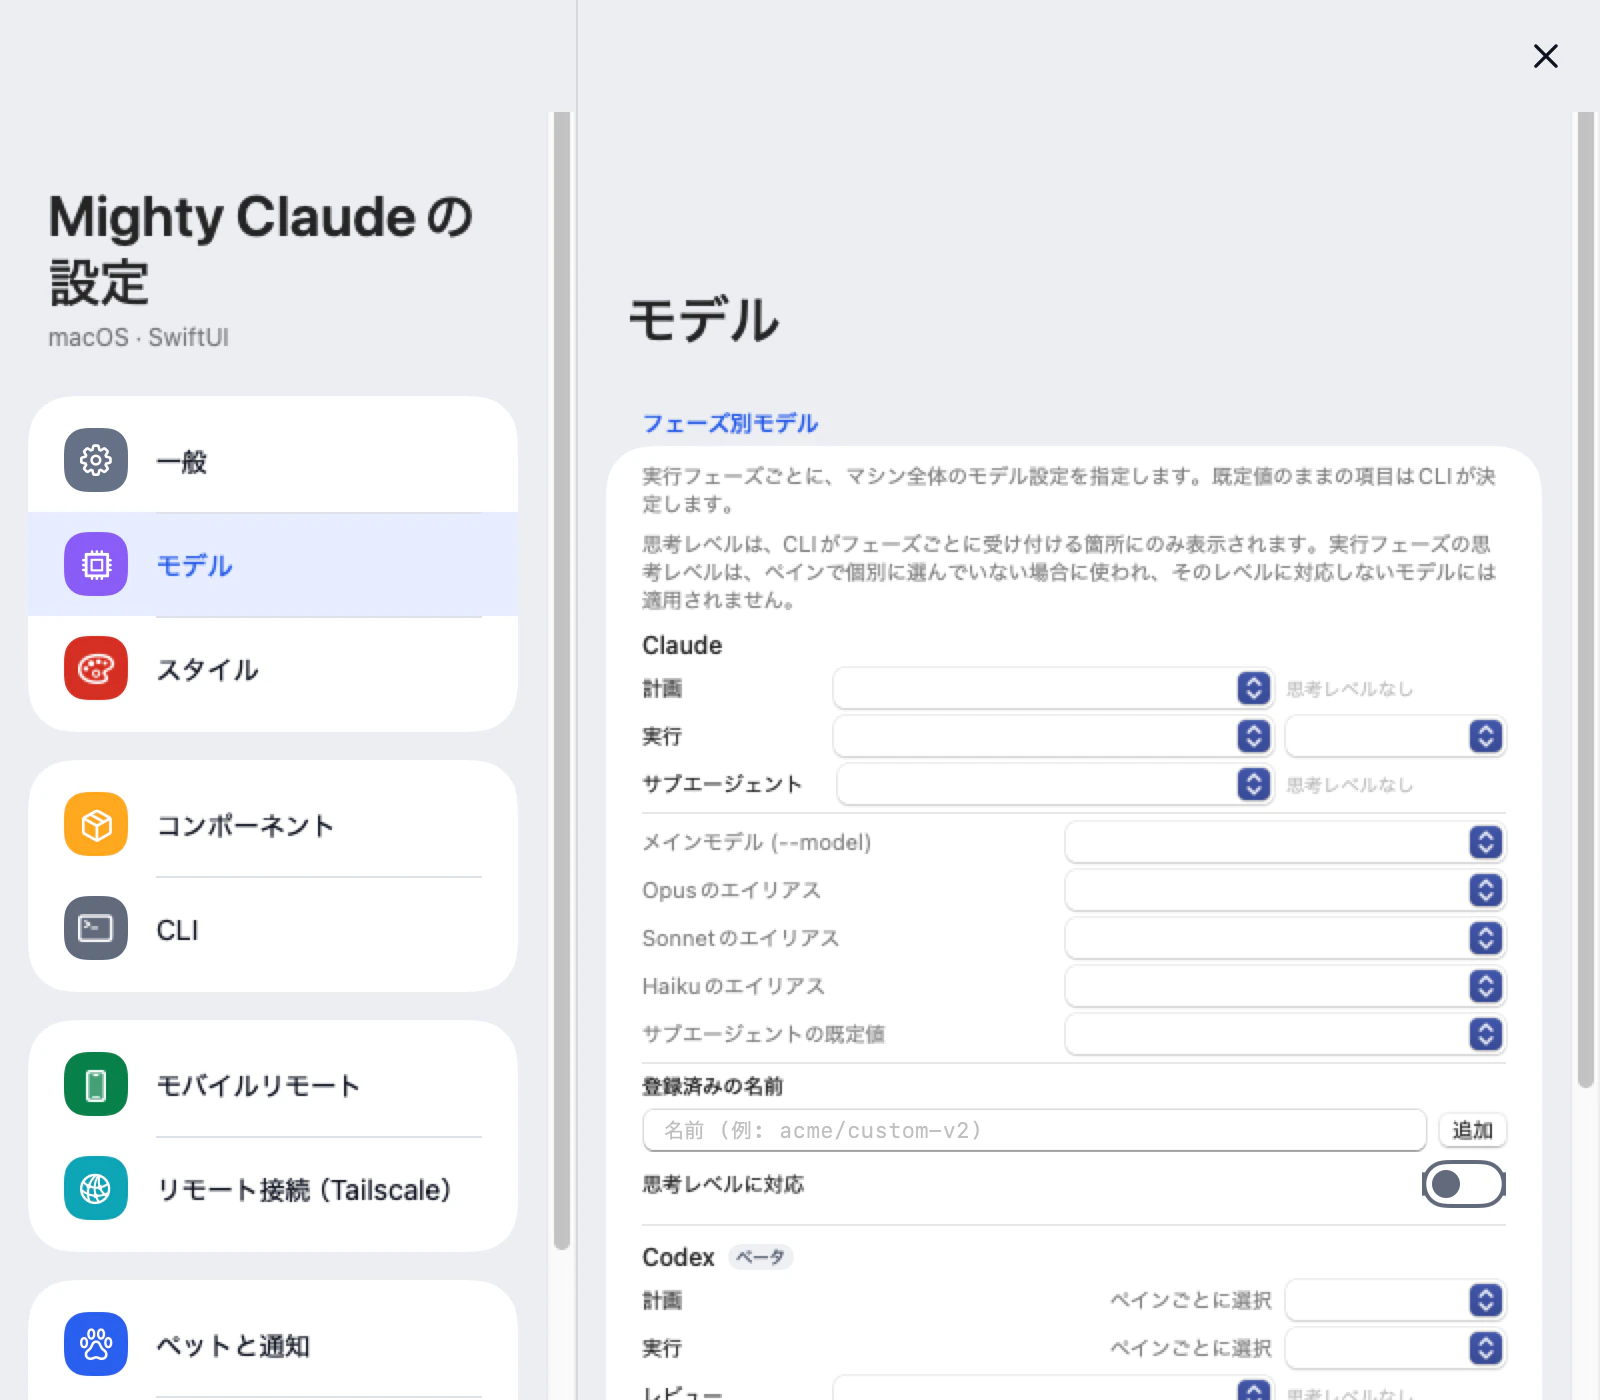 Mighty Claude の
設定
macOS · SwiftUI
一般
モデル
スタイル
コンポーネント
CLI
モバイルリモート
リモート接続 (Tailscale)
ペットと通知
モデル
フェーズ別モデル
実行フェーズごとに、マシン全体のモデル設定を指定します。既定値のままの項目は CLI が決
定します。
思考レベルは、CLI がフェーズごとに受け付ける箇所にのみ表示されます。実行フェーズの思
考レベルは、ペインで個別に選んでいない場合に使われ、そのレベルに対応しないモデルには
適用されません。
Claude
計画 思考レベルなし
実行
サブエージェント 思考レベルなし
メインモデル (--model)
Opus のエイリアス
Sonnet のエイリアス
Haiku のエイリアス
サブエージェントの既定値
登録済みの名前
名前 (例: acme/custom-v2) 追加
思考レベルに対応
Codex ベータ
計画 ペインごとに選択
実行 ペインごとに選択
レビュー 思考レベルなし